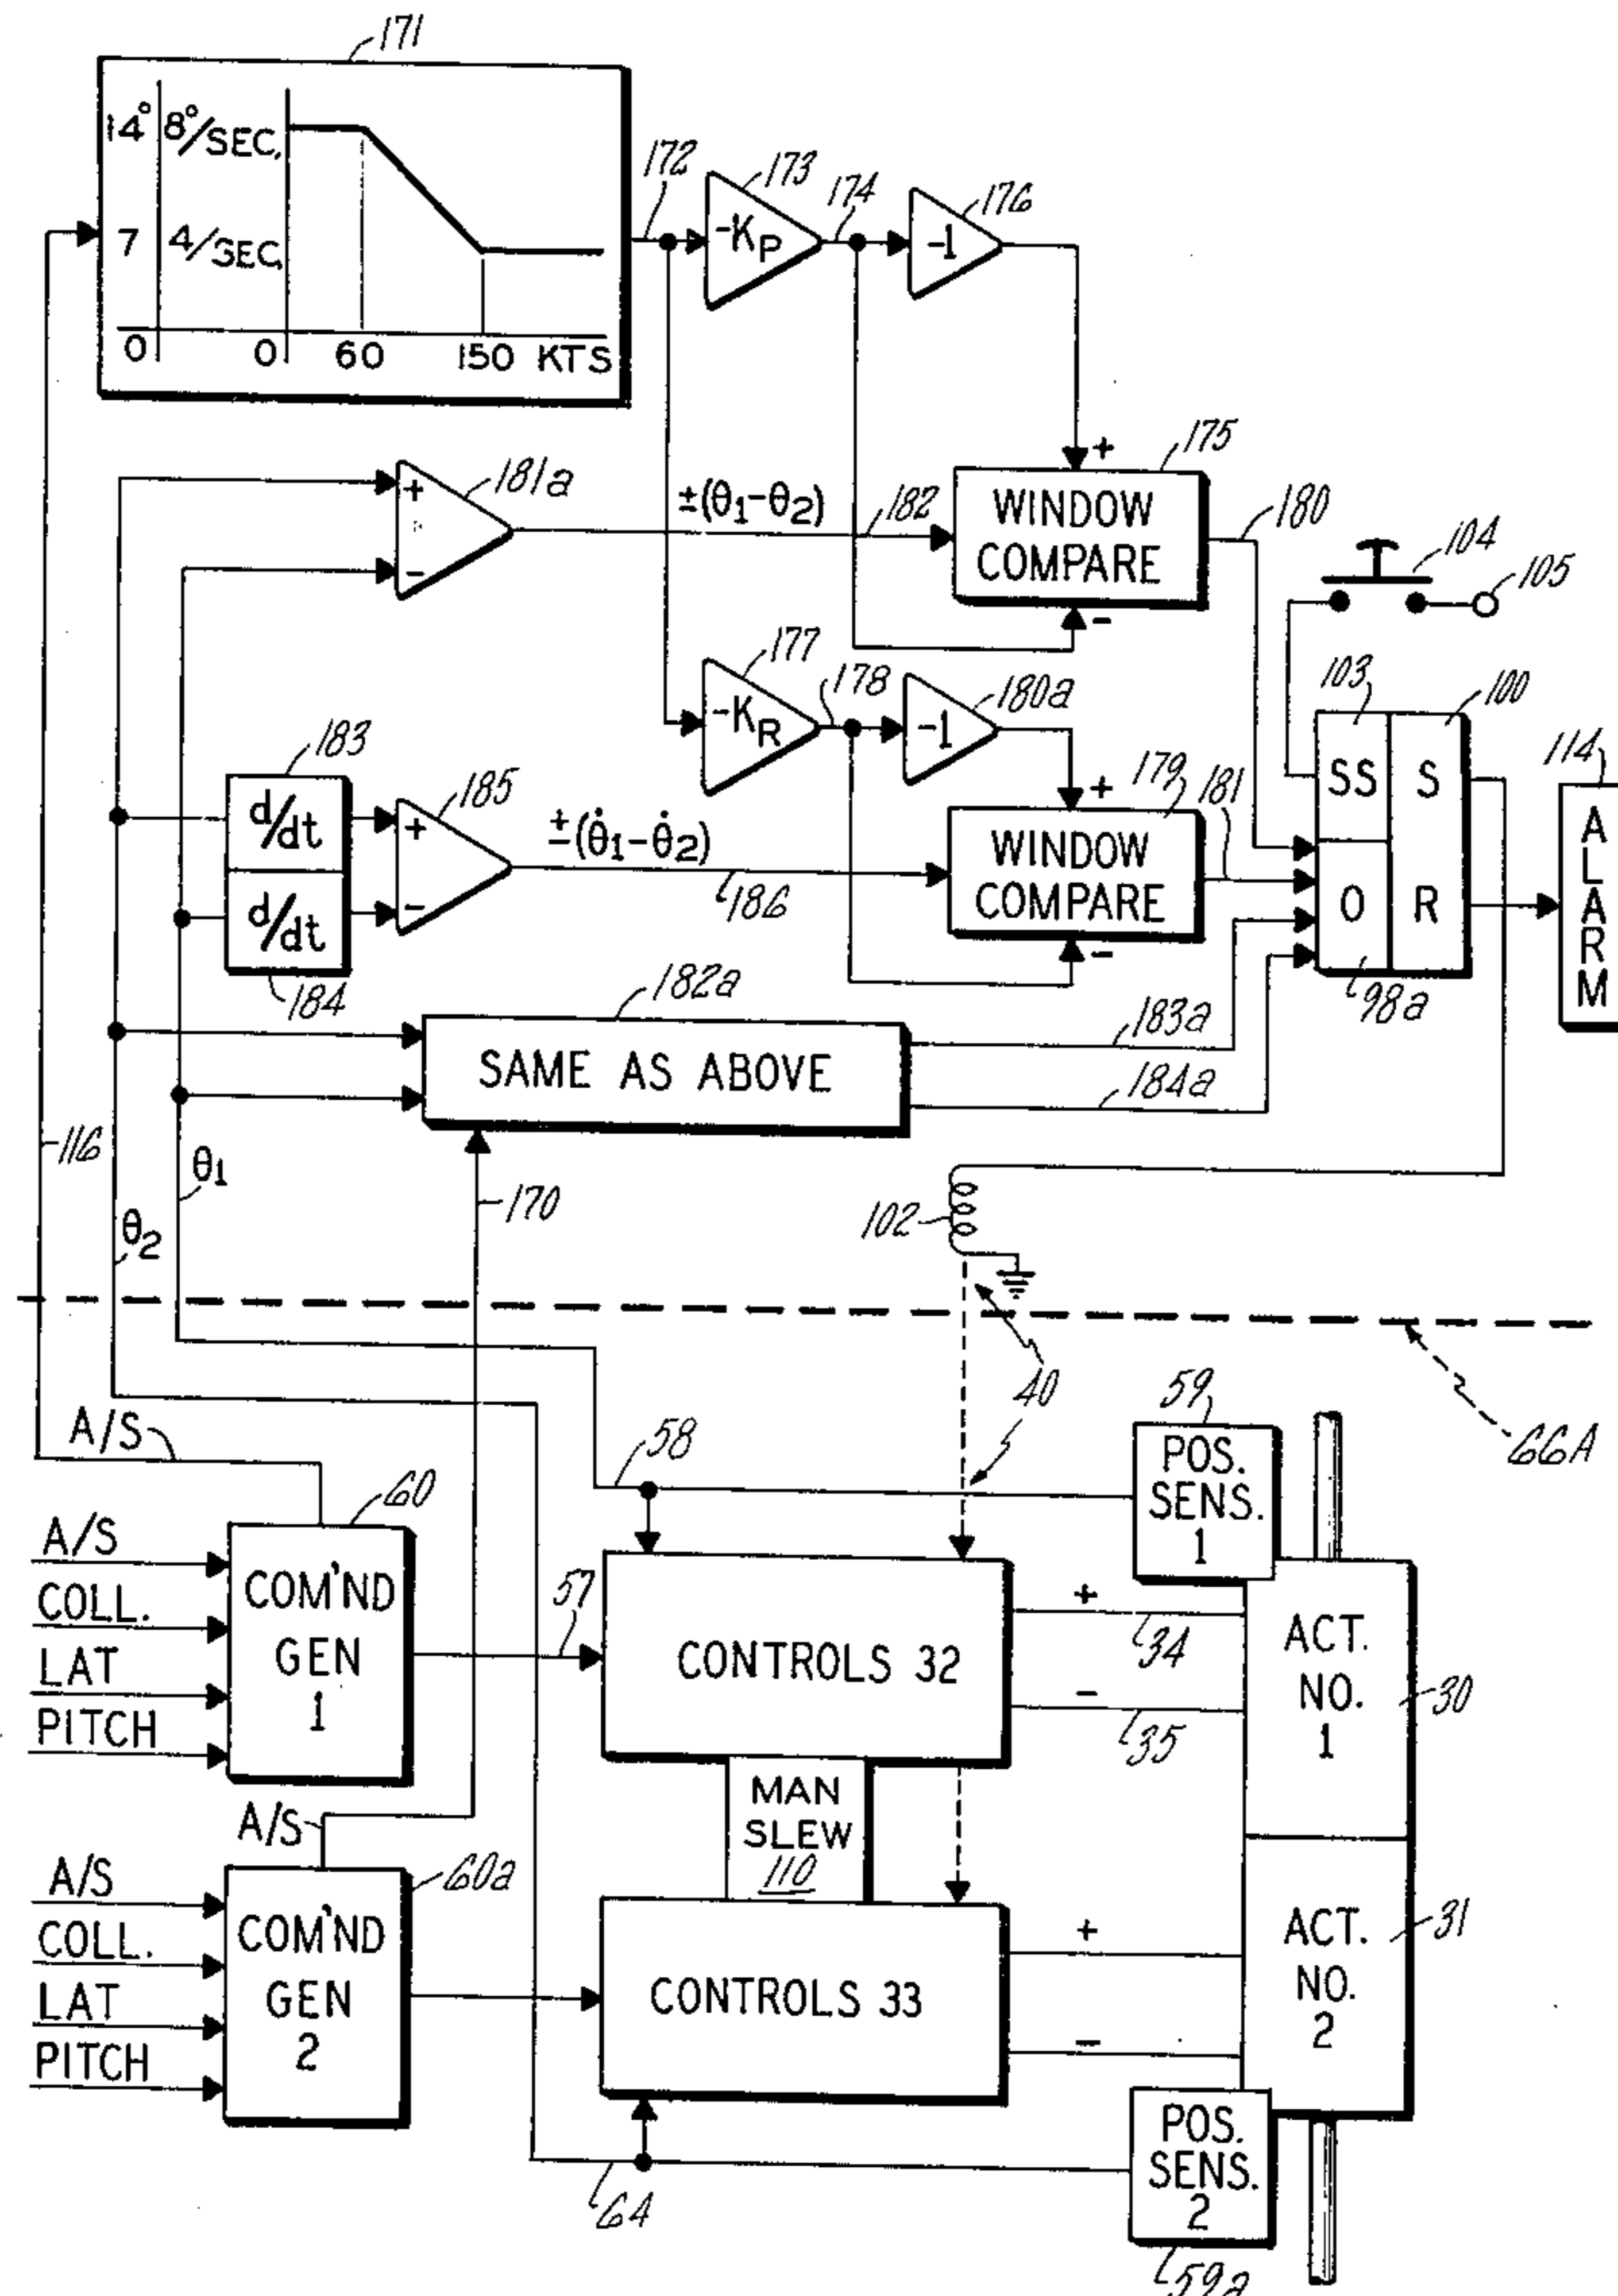 171
14° 8°/SEC.
7 4/SEC.
0 0 60 150 KTS
172
-KP
173
174
-1
176
+
175
WINDOW
COMPARE
-
180
+
-
181a
±(θ1-θ2)
182
104
105
177
-KR
178
-1
180a
+
179
WINDOW
COMPARE
-
181
103
100
SS S
O R
98a
114
ALARM
183
d/dt
d/dt
184
+
-
185
±(θ̇1-θ̇2)
186
182a
SAME AS ABOVE
183a
184a
116
θ1
θ2
170
102
40
66A
A/S
58
59
POS.
SENS.
1
60
A/S
COLL.
LAT
PITCH
COM'ND
GEN
1
57
CONTROLS 32
+
34
-
35
ACT.
NO.
1
30
MAN
SLEW
110
A/S
60a
A/S
COLL.
LAT
PITCH
COM'ND
GEN
2
CONTROLS 33
+
-
ACT.
NO.
2
31
64
POS.
SENS.
2
59a